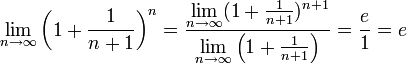 \lim_{n\to\infty} \left(1 + \frac{1}{n+1}\right)^n = \frac{\lim_{n\to\infty} (1 + \frac{1}{n+1})^{n+1}}{\lim_{n\to\infty} \left(1 + \frac{1}{n+1}\right)} = \frac{e}{1} = e